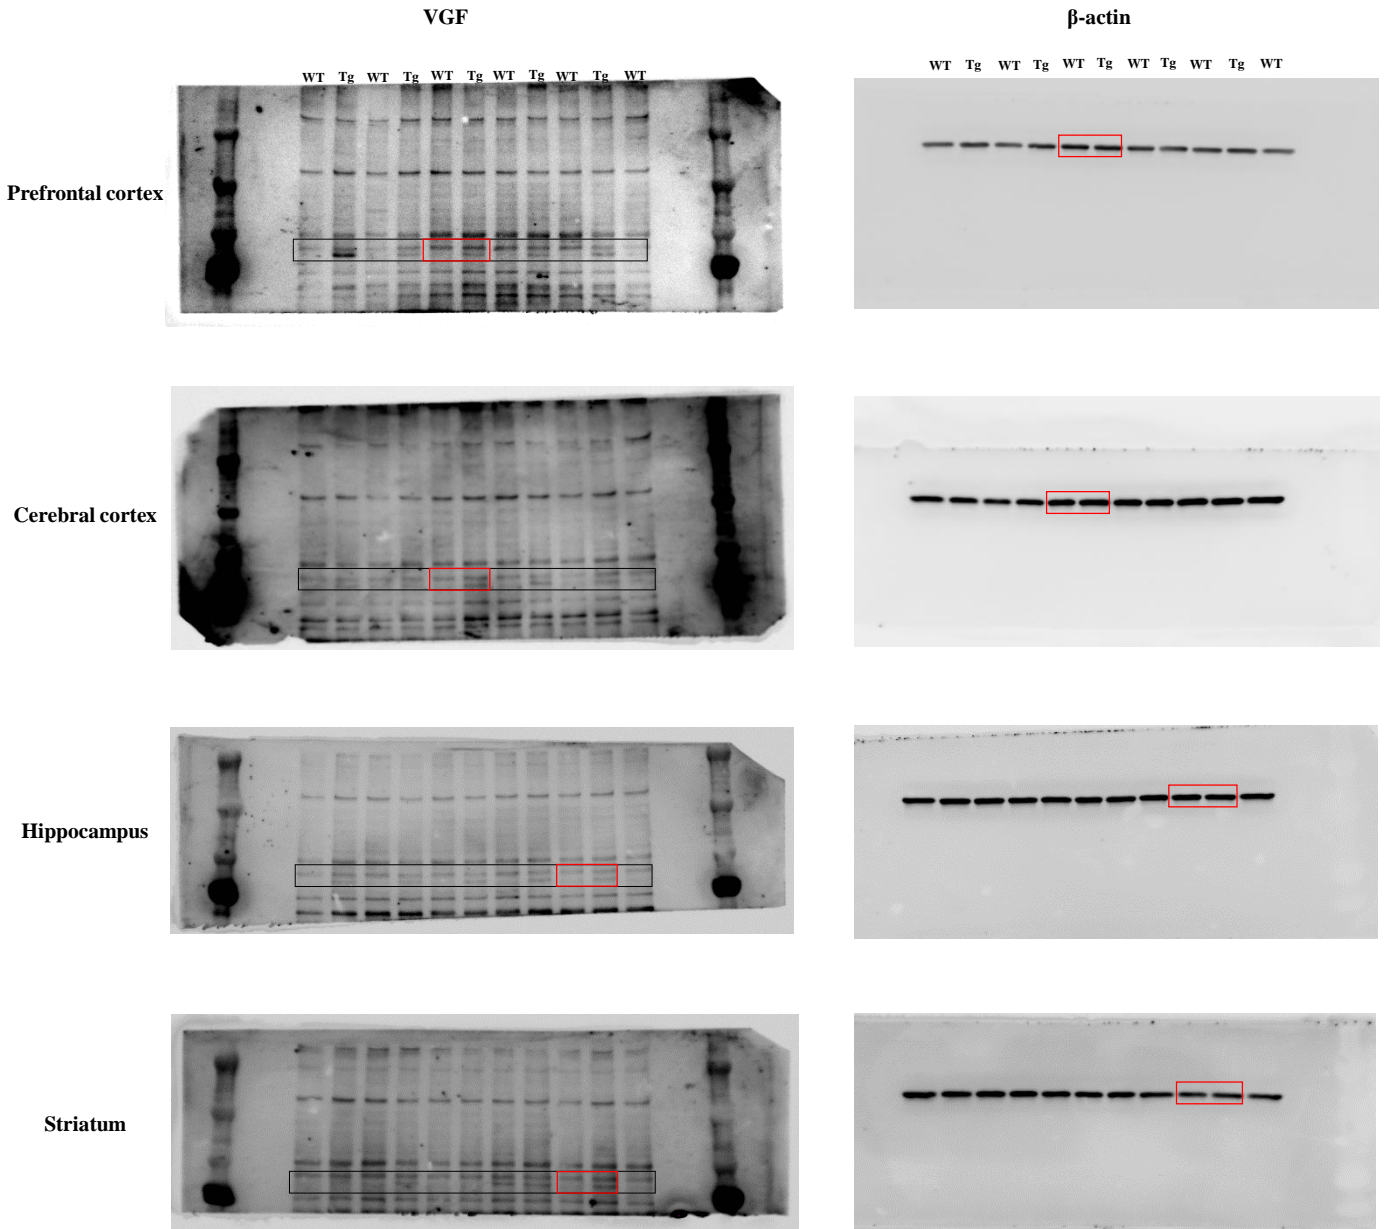 VGF
β-actin
WT Tg WT Tg WT Tg WT Tg WT Tg WT
WT Tg WT Tg WT Tg WT Tg WT Tg WT
Prefrontal cortex
Cerebral cortex
Hippocampus
Striatum